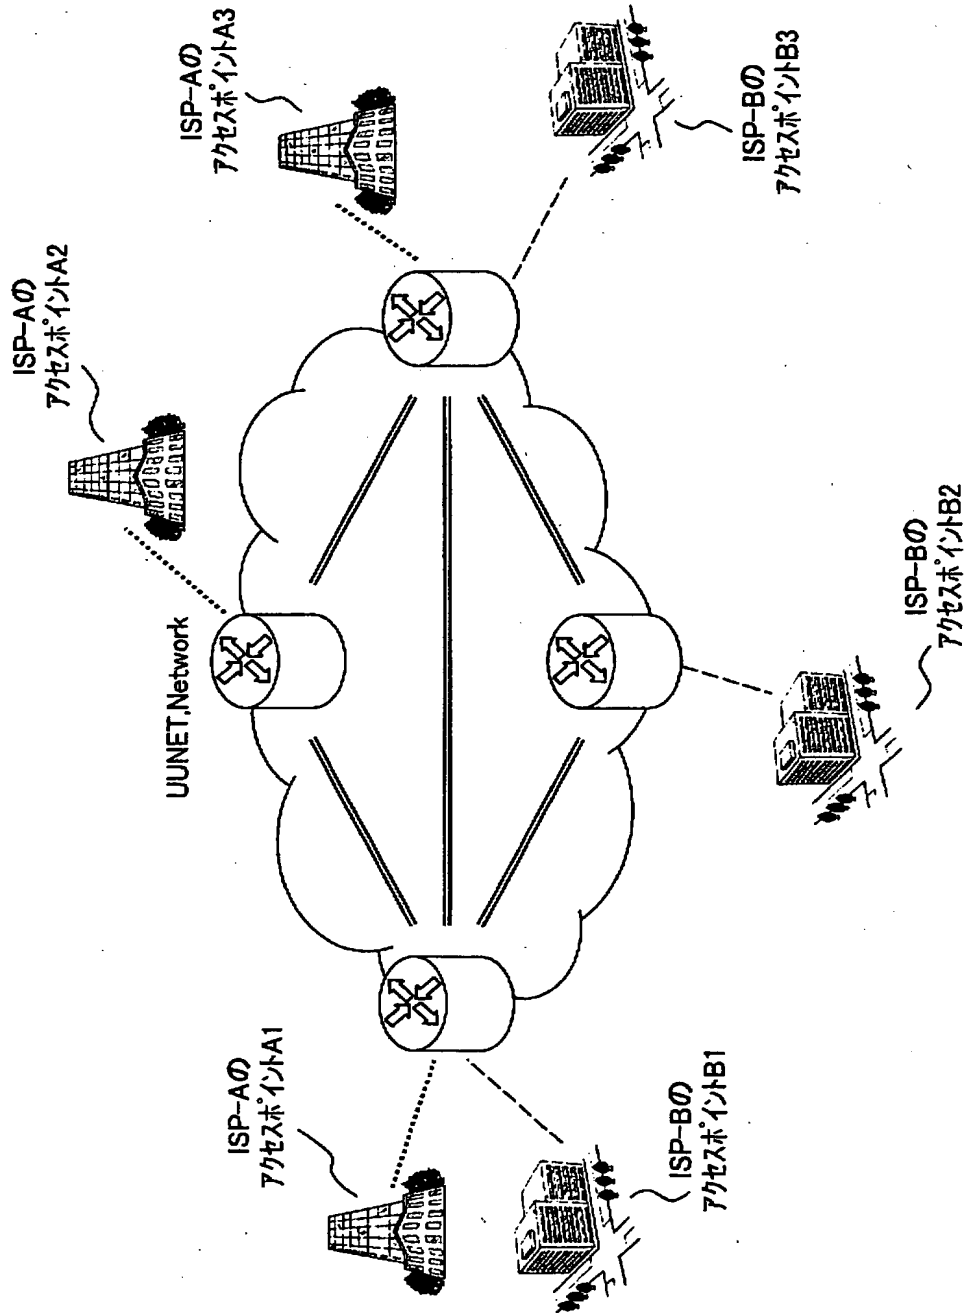 ISP-Aの
アクセスポイントA1
ISP-Aの
アクセスポイントA2
ISP-Aの
アクセスポイントA3
UUNET,Network
ISP-Bの
アクセスポイントB1
ISP-Bの
アクセスポイントB2
ISP-Bの
アクセスポイントB3